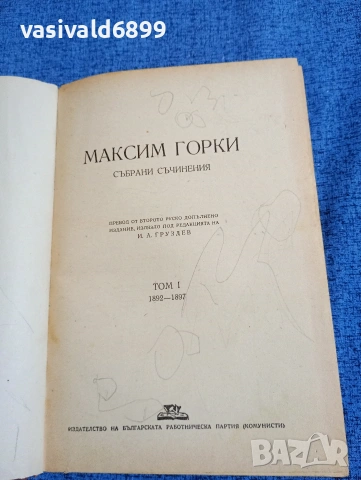 vasivald6899
МАКСИМ ГОРКИ
СЪБРАНИ СЪЧИНЕНИЯ
ПРЕВОД ОТ ВТОРОТО РУСКО ДОПЪЛНЕНО
ИЗДАНИЕ, ИЗЛЯЗЛО ПОД РЕДАКЦИЯТА НА
И. А. ГРУЗДЕВ
ТОМ I
1892—1897
ИЗДАТЕЛСТВО НА БЪЛГАРСКАТА РАБОТНИЧЕСКА ПАРТИЯ (КОМУНИСТИ)
BAZAR